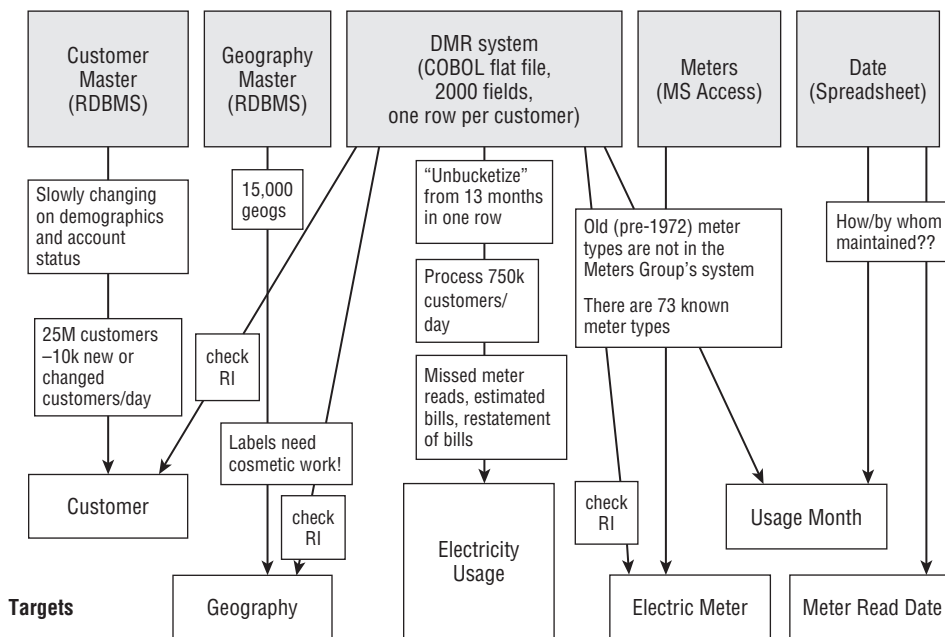 Customer
Master
(RDBMS)
Geography
Master
(RDBMS)
DMR system
(COBOL flat file,
2000 fields,
one row per customer)
Meters
(MS Access)
Date
(Spreadsheet)
Slowly changing
on demographics
and account
status
15,000
geogs
“Unbucketize”
from 13 months
in one row
Old (pre-1972) meter
types are not in the
Meters Group’s system
There are 73 known
meter types
How/by whom
maintained??
Process 750k
customers/
day
25M customers
–10k new or
changed
customers/day
check
RI
Missed meter
reads, estimated
bills, restatement
of bills
Labels need
cosmetic work!
Customer
check
RI
Electricity
Usage
check
RI
Usage Month
Targets
Geography
Electric Meter
Meter Read Date